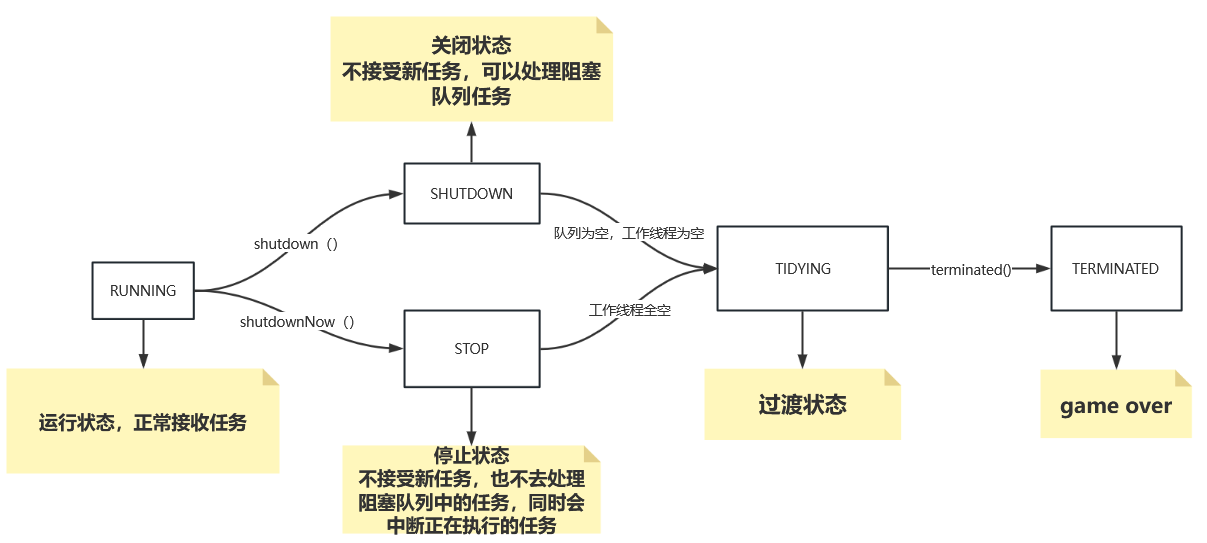 关闭状态
不接受新任务，可以处理阻塞
队列任务
SHUTDOWN
shutdown（）
队列为空，工作线程为空
RUNNING
TIDYING
terminated()
TERMINATED
shutdownNow（）
工作线程全空
STOP
运行状态，正常接收任务
过渡状态
game over
停止状态
不接受新任务，也不去处理
阻塞队列中的任务，同时会
中断正在执行的任务